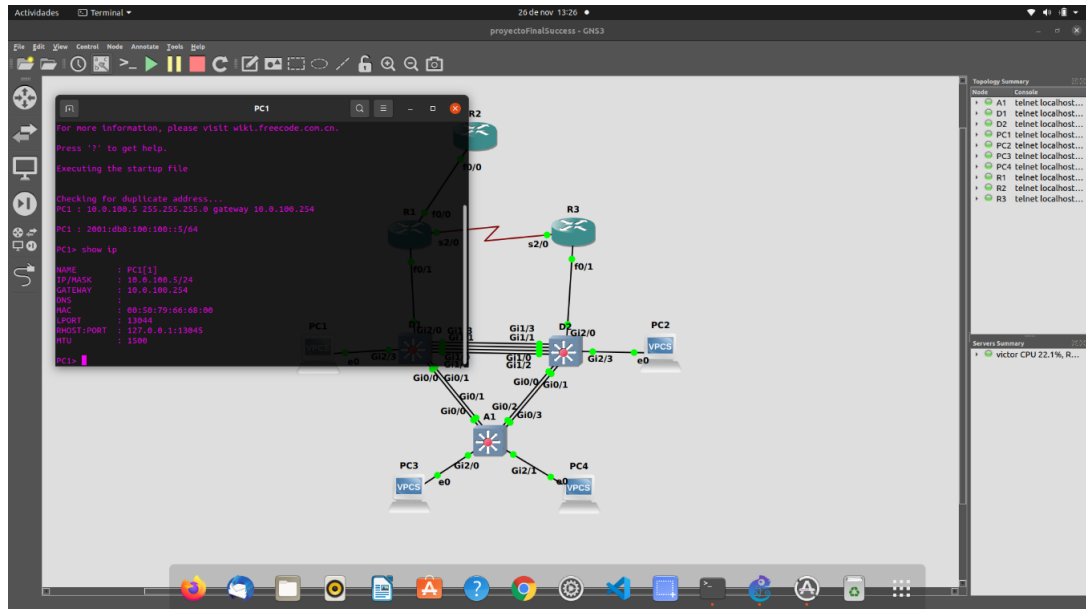 Actividades Terminal 26 de nov 13:26
proyectoFinalSuccess - GNS3
File Edit View Control Node Annotate Tools Help
PC1
For more information, please visit wiki.freecode.com.cn.
Press '?' to get help.
Executing the startup file
Checking for duplicate address...
PC1 : 10.0.100.5 255.255.255.0 gateway 10.0.100.254
PC1 : 2001:db8:100:100::5/64
PC1> show ip
NAME : PC1[1]
IP/MASK : 10.0.100.5/24
GATEWAY : 10.0.100.254
DNS :
MAC : 00:50:79:66:68:00
LPORT : 13044
RHOST:PORT : 127.0.0.1:13045
MTU : 1500
PC1>
R2
f0/0
R1 f0/0
s2/0
f0/1
R3
s2/0
f0/1
PC1
e0
Gi2/3
D1
Gi2/0 Gi1/3
Gi1/1
Gi1/0
Gi1/2
Gi1/3
Gi1/1
D2
Gi2/0
Gi1/0
Gi1/2
Gi2/3
PC2
VPCS
e0
Gi0/0 Gi0/1
Gi0/0 Gi0/1
Gi0/1
Gi0/0
Gi0/2
Gi0/3
A1
Gi2/0
Gi2/1
PC3
VPCS
e0
PC4
VPCS
e0
Topology Summary
Node Console
A1 telnet localhost...
D1 telnet localhost...
D2 telnet localhost...
PC1 telnet localhost...
PC2 telnet localhost...
PC3 telnet localhost...
PC4 telnet localhost...
R1 telnet localhost...
R2 telnet localhost...
R3 telnet localhost...
Servers Summary
victor CPU 22.1%, R...